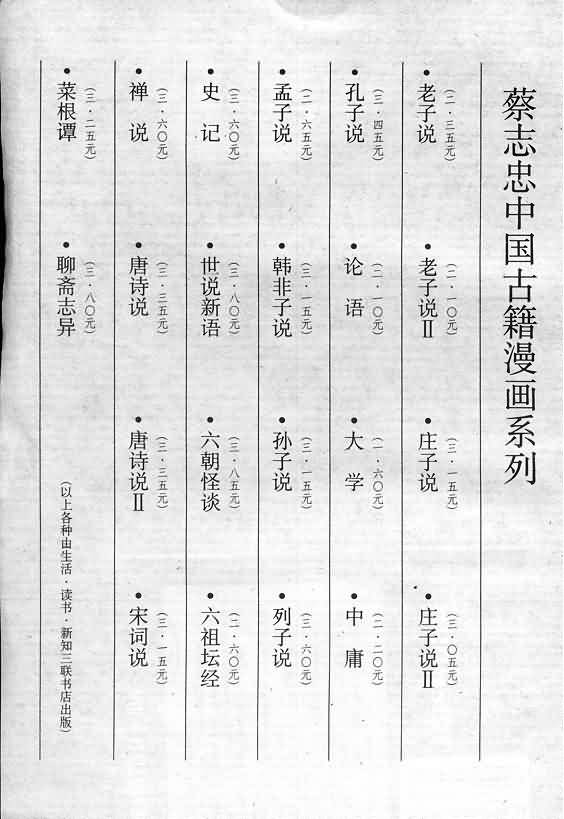 蔡志忠中国古籍漫画系列
●老子说(二·三五元)
●老子说Ⅱ(二·一〇元)
●庄子说(三·一五元)
●庄子说Ⅱ(三·〇五元)
●孔子说(三·四五元)
●论语(二·一〇元)
●大学(一·六〇元)
●中庸(二·二〇元)
●孟子说(二·六五元)
●韩非子说(三·一五元)
●孙子说(三·一五元)
●列子说(三·六〇元)
●史记(三·六〇元)
●世说新语(三·八〇元)
●六朝怪谈(三·八五元)
●六祖坛经(二·六〇元)
●禅说(三·六〇元)
●唐诗说(三·三五元)
●唐诗说Ⅱ(三·三五元)
●宋词说(三·一五元)
●菜根谭(三·二五元)
●聊斋志异(三·八〇元)
(以上各种由生活·读书·新知三联书店出版)